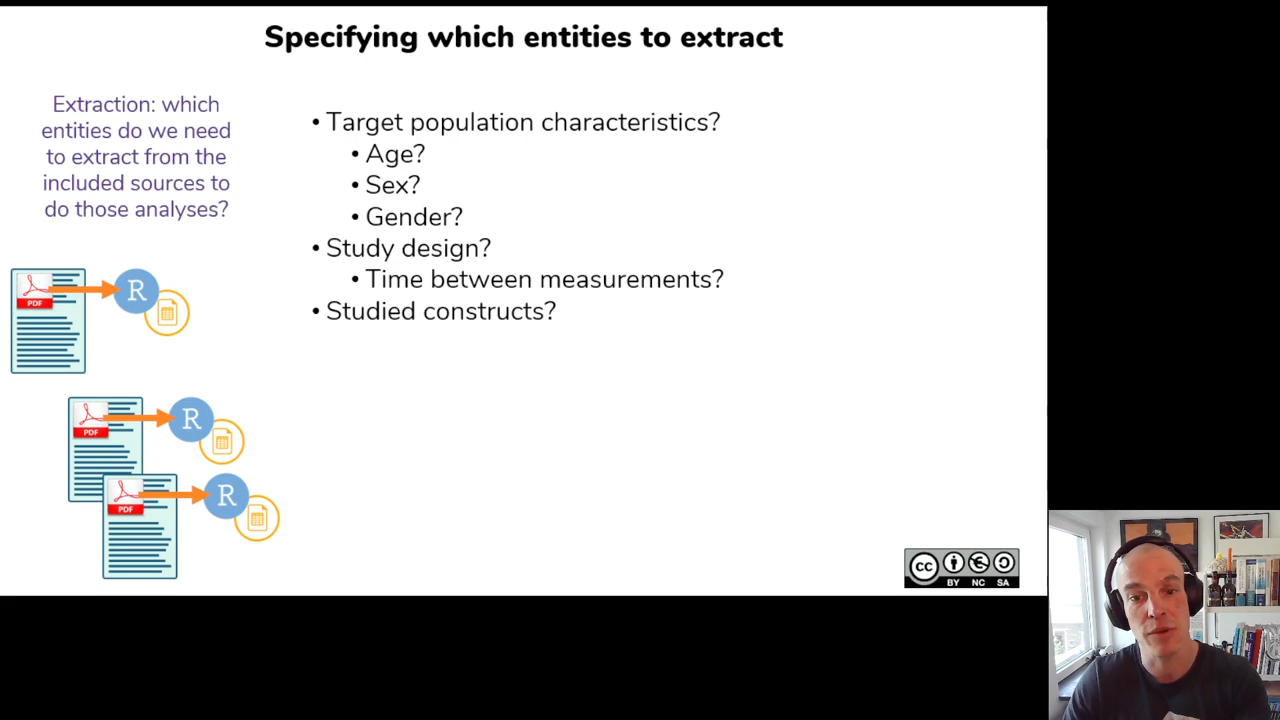 Specifying which entities to extract
Extraction: which
entities do we need
to extract from the
included sources to
do those analyses?
• Target population characteristics?
• Age?
• Sex?
• Gender?
• Study design?
• Time between measurements?
• Studied constructs?
PDF
R
PDF
R
PDF
R
cc
BY NC SA